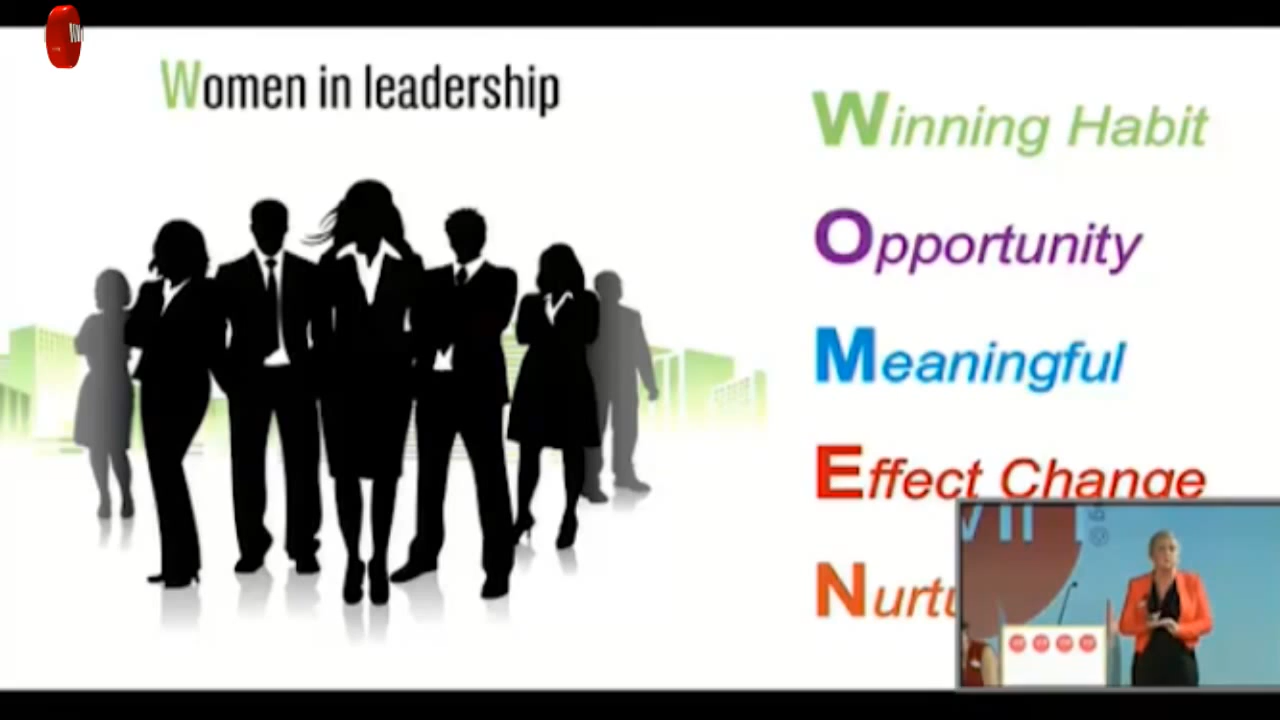 Women in leadership
Winning Habit
Opportunity
Meaningful
Effect Change